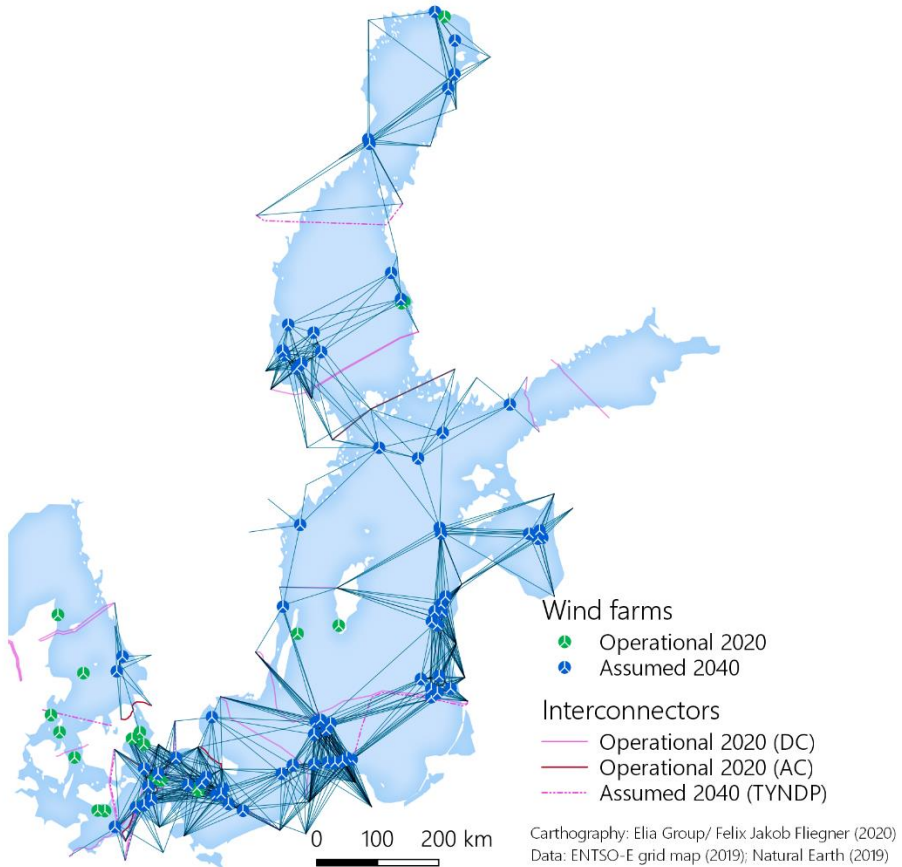 Wind farms
Operational 2020
Assumed 2040
Interconnectors
Operational 2020 (DC)
Operational 2020 (AC)
Assumed 2040 (TYNDP)
0 100 200 km
Carthography: Elia Group/ Felix Jakob Fliegner (2020)
Data: ENTSO-E grid map (2019); Natural Earth (2019)